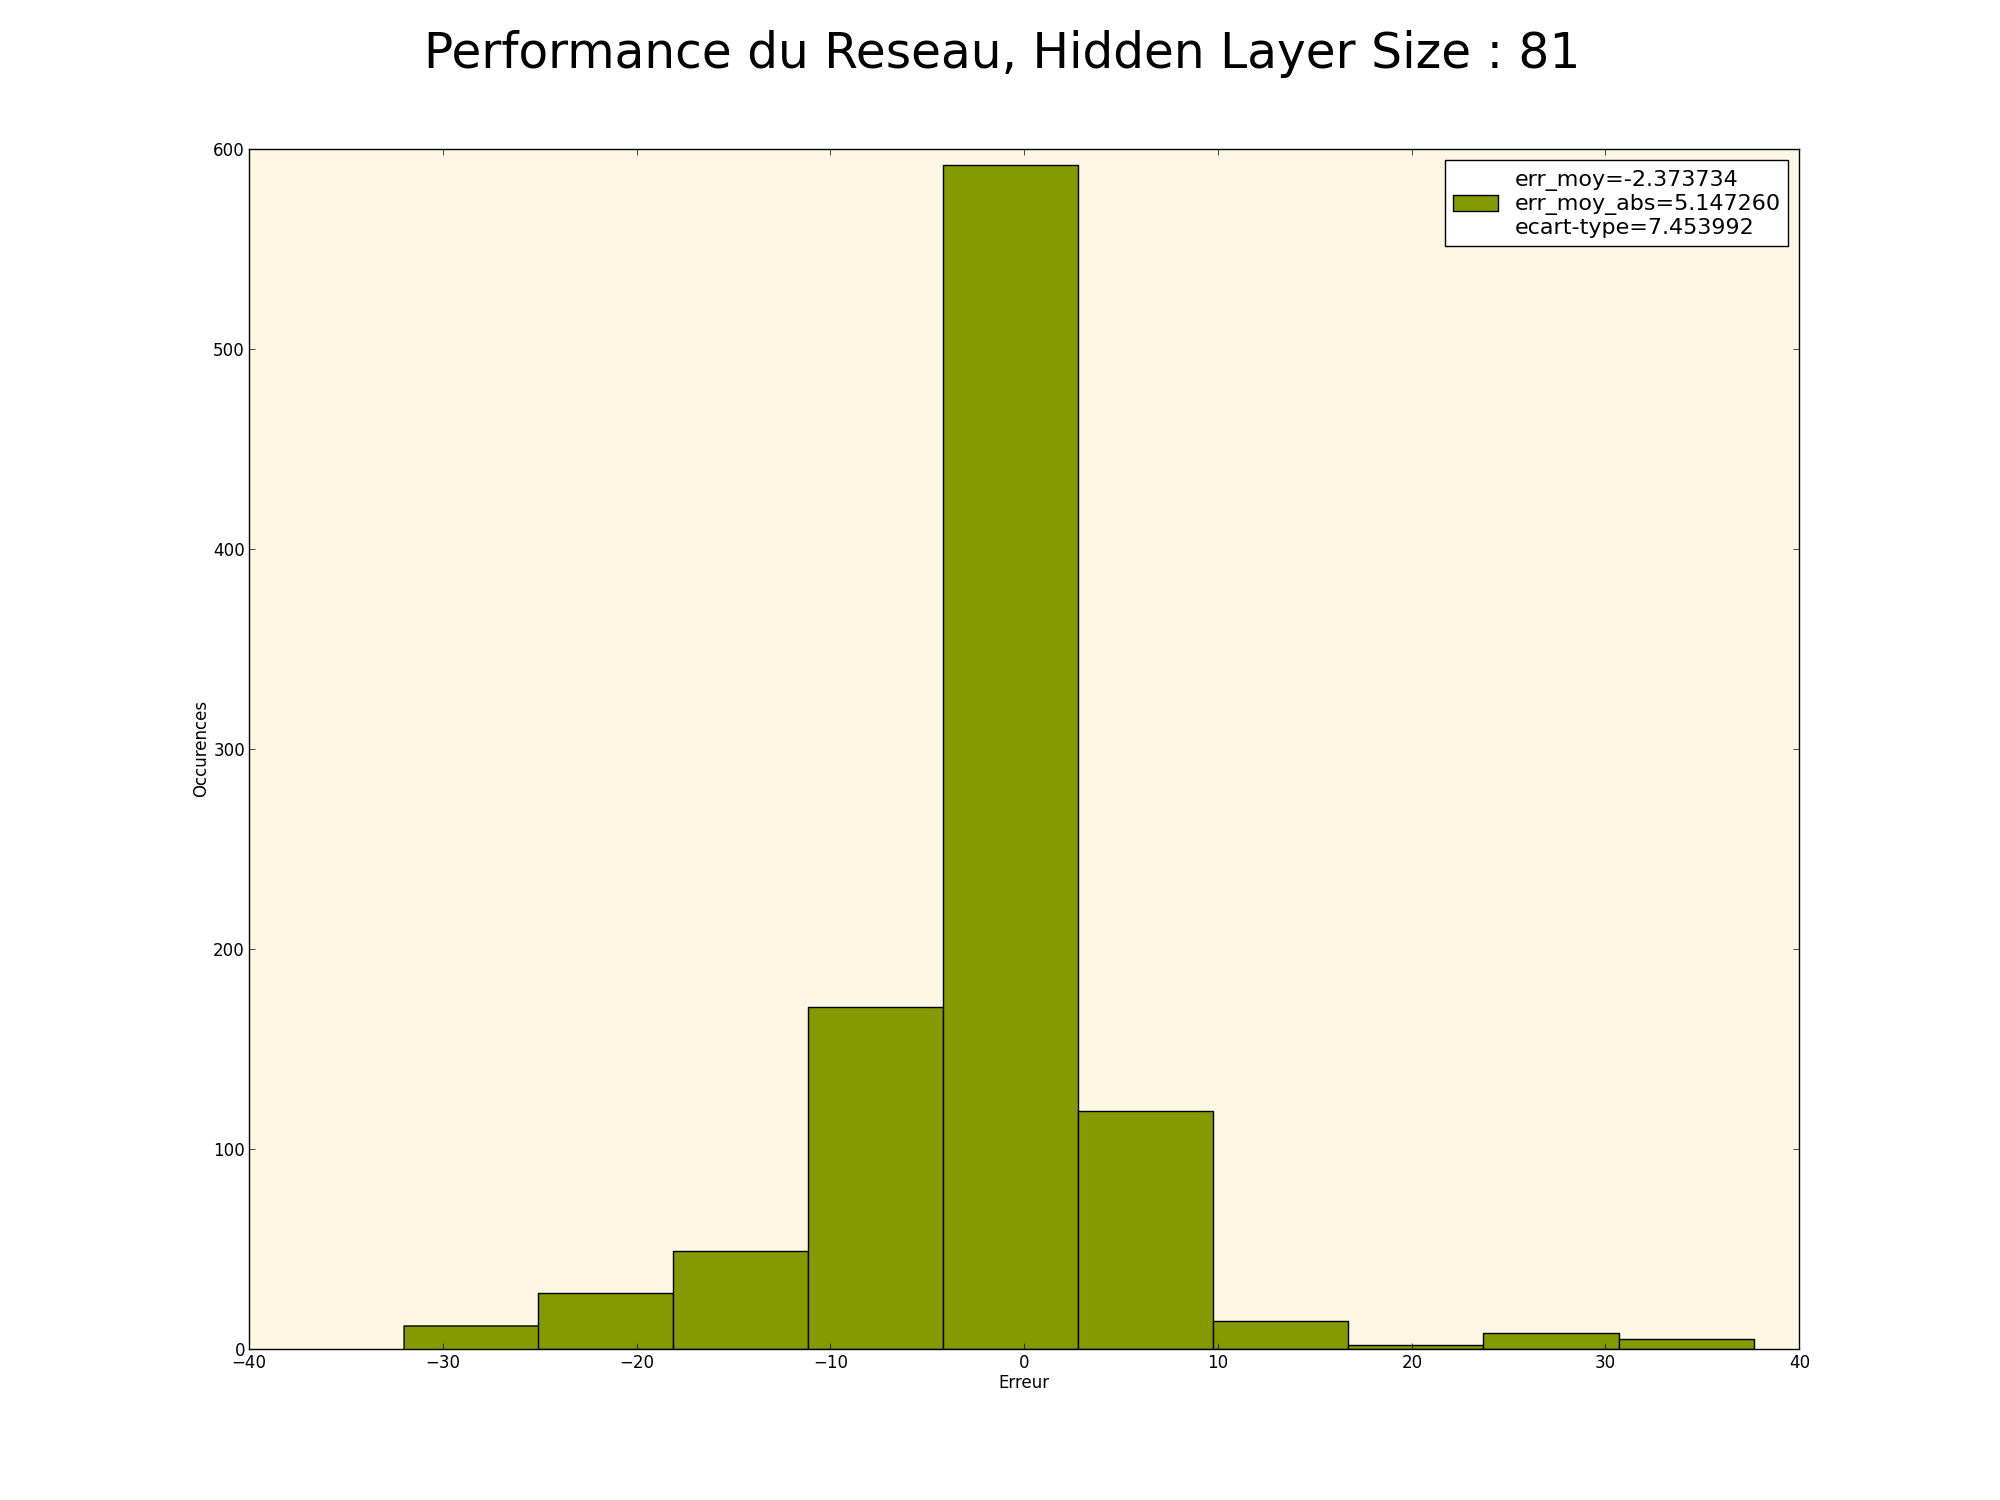 Performance du Reseau, Hidden Layer Size : 81
600
500
400
300
200
100
0
Occurences
err_moy=-2.373734
err_moy_abs=5.147260
ecart-type=7.453992
−40 −30 −20 −10 0 10 20 30 40
Erreur